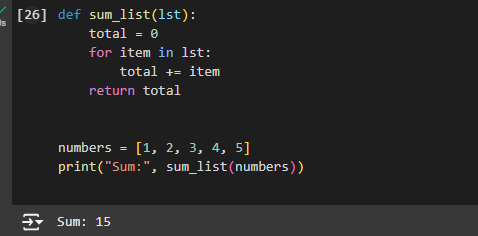 [26] def sum_list(lst):
    total = 0
    for item in lst:
        total += item
    return total
numbers = [1, 2, 3, 4, 5]
print("Sum:", sum_list(numbers))
Sum: 15